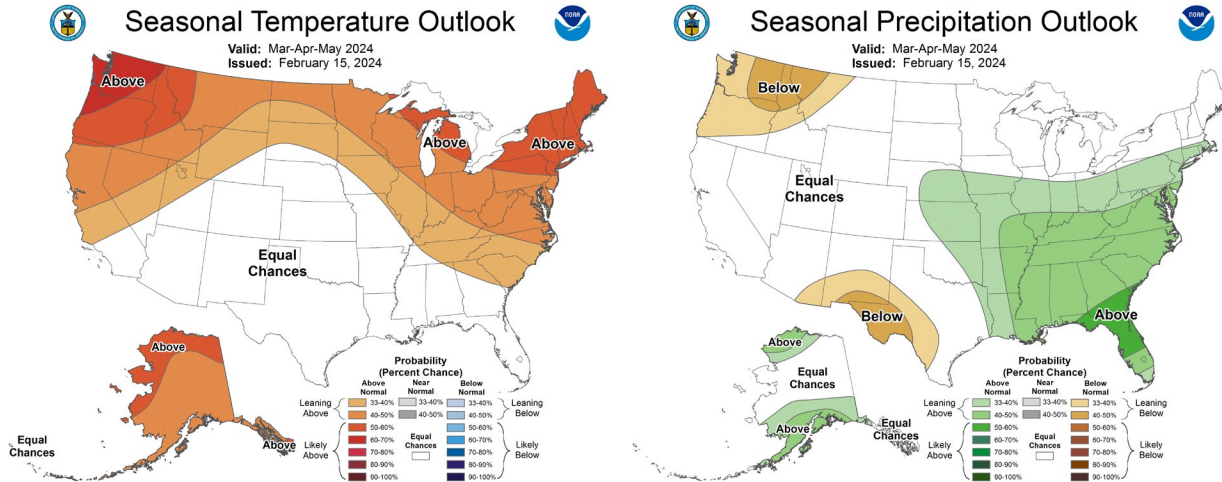 Seasonal Temperature Outlook
NOAA
Valid: Mar-Apr-May 2024
Issued: February 15, 2024
Above
Above
Above
Equal
Chances
Above
Above
Equal
Chances
Probability
(Percent Chance)
Above
Normal
Near
Normal
Below
Normal
Leaning
Above
33-40%
33-40%
33-40%
Leaning
Below
40-50%
40-50%
40-50%
Likely
Above
50-60%
50-60%
Likely
Below
60-70%
60-70%
70-80%
Equal
Chances
70-80%
80-90%
80-90%
90-100%
90-100%
Seasonal Precipitation Outlook
NOAA
Valid: Mar-Apr-May 2024
Issued: February 15, 2024
Below
Equal
Chances
Below
Above
Above
Equal
Chances
Above
Equal
Chances
Probability
(Percent Chance)
Above
Normal
Near
Normal
Below
Normal
Leaning
Above
33-40%
33-40%
33-40%
Leaning
Below
40-50%
40-50%
40-50%
Likely
Above
50-60%
50-60%
Likely
Below
60-70%
60-70%
70-80%
Equal
Chances
70-80%
80-90%
80-90%
90-100%
90-100%